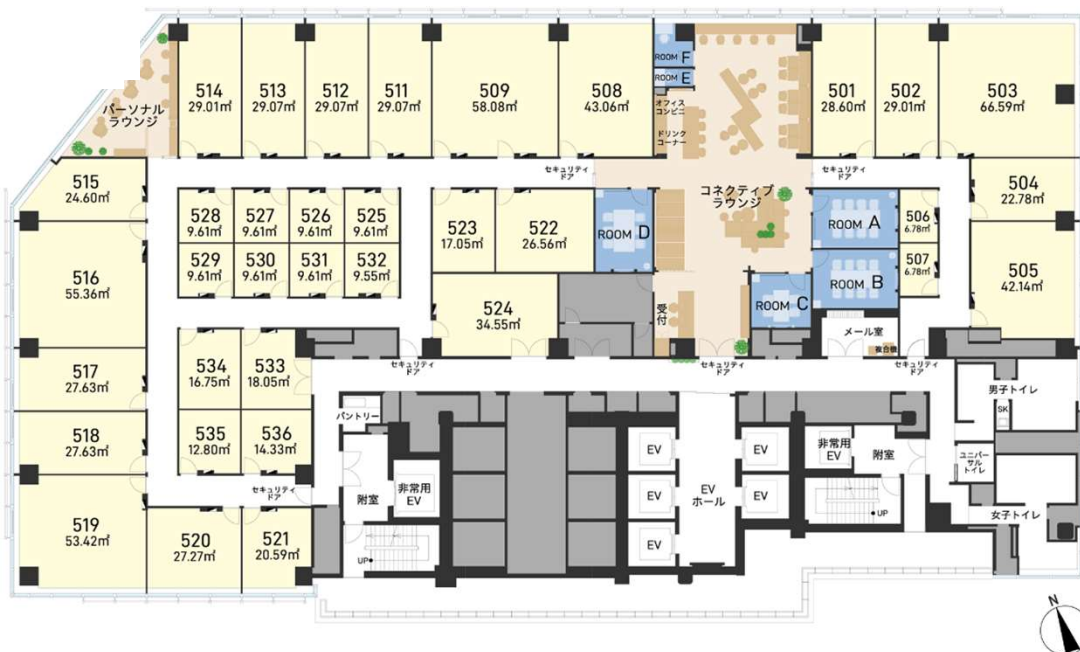 514
29.01㎡
513
29.07㎡
512
29.07㎡
511
29.07㎡
509
58.08㎡
508
43.06㎡
ROOM F
ROOM E
オフィス
コンビニ
ドリンク
コーナー
501
28.60㎡
502
29.01㎡
503
66.59㎡
パーソナル
ラウンジ
セキュリティ
ドア
セキュリティ
ドア
515
24.60㎡
528
9.61㎡
527
9.61㎡
526
9.61㎡
525
9.61㎡
523
17.05㎡
522
26.56㎡
ROOM D
コネクティブ
ラウンジ
ROOM A
506
6.78㎡
504
22.78㎡
516
55.36㎡
529
9.61㎡
530
9.61㎡
531
9.61㎡
532
9.55㎡
ROOM B
507
6.78㎡
505
42.14㎡
524
34.55㎡
受付
ROOM C
メール室
複合機
517
27.63㎡
534
16.75㎡
533
18.05㎡
セキュリティ
ドア
セキュリティ
ドア
セキュリティ
ドア
男子トイレ
SK
パントリー
518
27.63㎡
535
12.80㎡
536
14.33㎡
EV
EV
非常用
EV
附室
ユニバー
サル
トイレ
519
53.42㎡
セキュリティ
ドア
附室
非常用
EV
EV
EV
ホール
EV
UP
女子トイレ
520
27.27㎡
521
20.59㎡
UP
EV
N